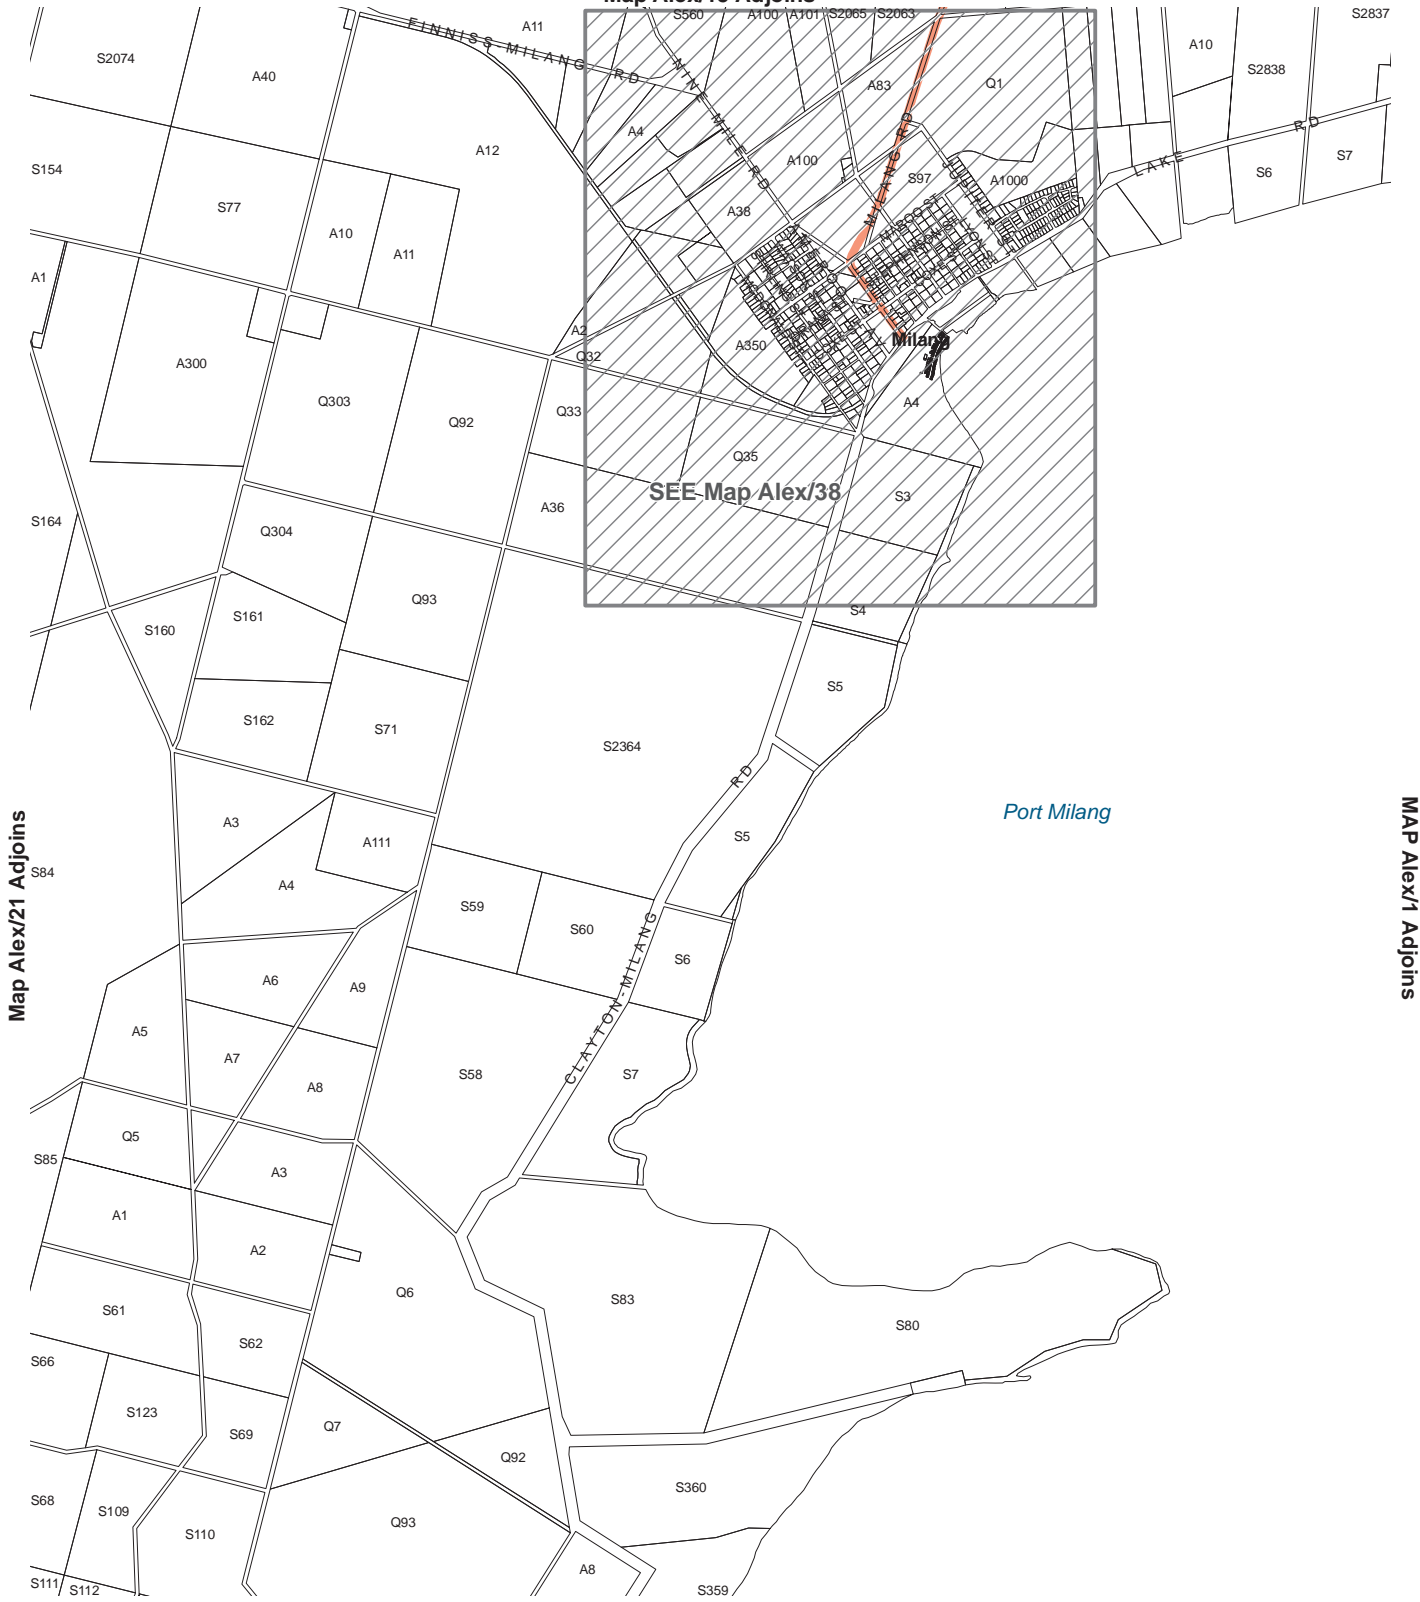 Map Alex/18 Adjoins
S560 A100 A101 S2065 S2063
S2837
A11
FINNISS-MILANG RD
S2074
A40
A10
S2838
NINE MILE RD
A83
Q1
MILANG RD
LAKE RD
A12
A4
S154
A100
S97
A1000
S6
S7
S77
A38
A10
A11
A1
A2
Q32
A350
Milang
A300
Q303
Q33
A4
Q92
Q35
SEE Map Alex/38
A36
S3
S164
Q304
Q93
S161
S160
S4
S162
S71
S5
S2364
RD
Port Milang
A3
A111
S5
Map Alex/21 Adjoins
MAP Alex/1 Adjoins
S84
A4
S59
S60
CLAYTON-MILANG
S6
A6
A9
A5
A7
A8
S58
S7
Q5
S85
A3
A1
A2
Q6
S61
S83
S62
S80
S66
S123
S69
Q7
Q92
S360
S68
S109
S110
Q93
A8
S111
S112
S359